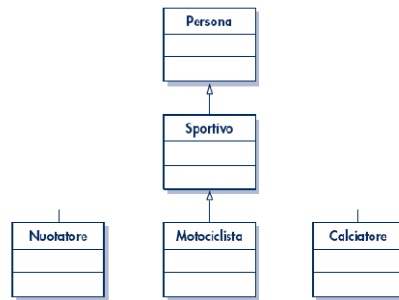 Persona
Sportivo
Nuotatore
Motociclista
Calciatore